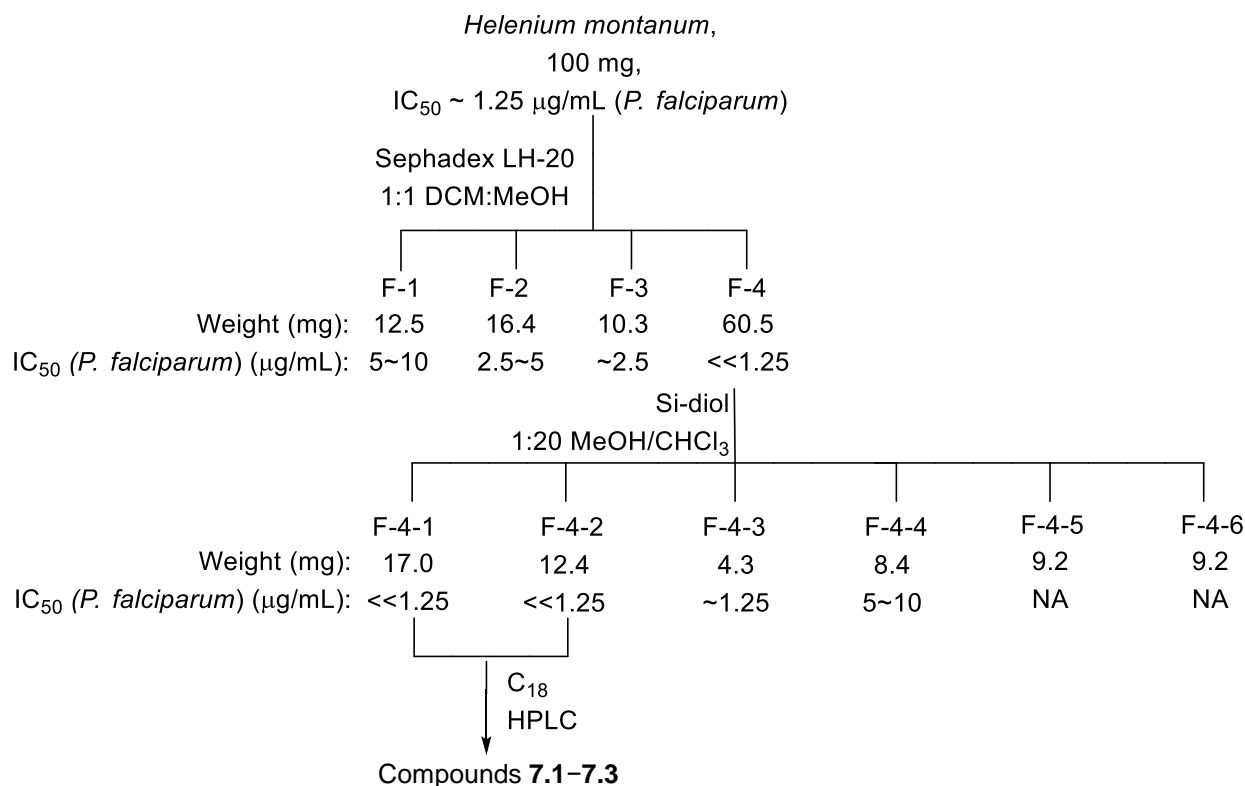 Helenium montanum,
100 mg,
IC50 ~ 1.25 μg/mL (P. falciparum)
Sephadex LH-20
1:1 DCM:MeOH
F-1 F-2 F-3 F-4
Weight (mg): 12.5 16.4 10.3 60.5
IC50 (P. falciparum) (μg/mL): 5~10 2.5~5 ~2.5 <<1.25
Si-diol
1:20 MeOH/CHCl3
F-4-1 F-4-2 F-4-3 F-4-4 F-4-5 F-4-6
Weight (mg): 17.0 12.4 4.3 8.4 9.2 9.2
IC50 (P. falciparum) (μg/mL): <<1.25 <<1.25 ~1.25 5~10 NA NA
C18
HPLC
Compounds 7.1−7.3